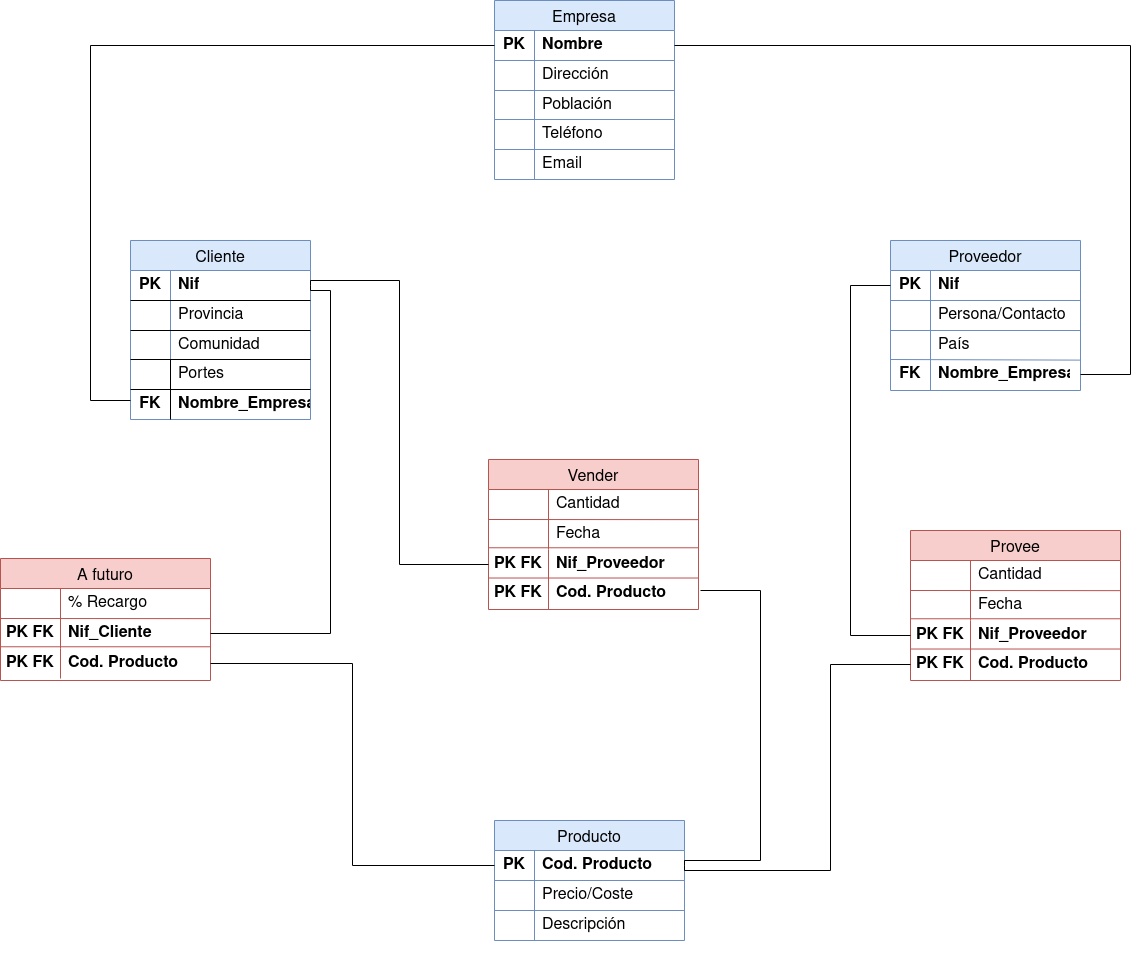 Empresa
PK Nombre
Dirección
Población
Teléfono
Email
Cliente
PK Nif
Provincia
Comunidad
Portes
FK Nombre_Empresa
Proveedor
PK Nif
Persona/Contacto
País
FK Nombre_Empresa
Vender
Cantidad
Fecha
PK FK Nif_Proveedor
PK FK Cod. Producto
A futuro
% Recargo
PK FK Nif_Cliente
PK FK Cod. Producto
Provee
Cantidad
Fecha
PK FK Nif_Proveedor
PK FK Cod. Producto
Producto
PK Cod. Producto
Precio/Coste
Descripción